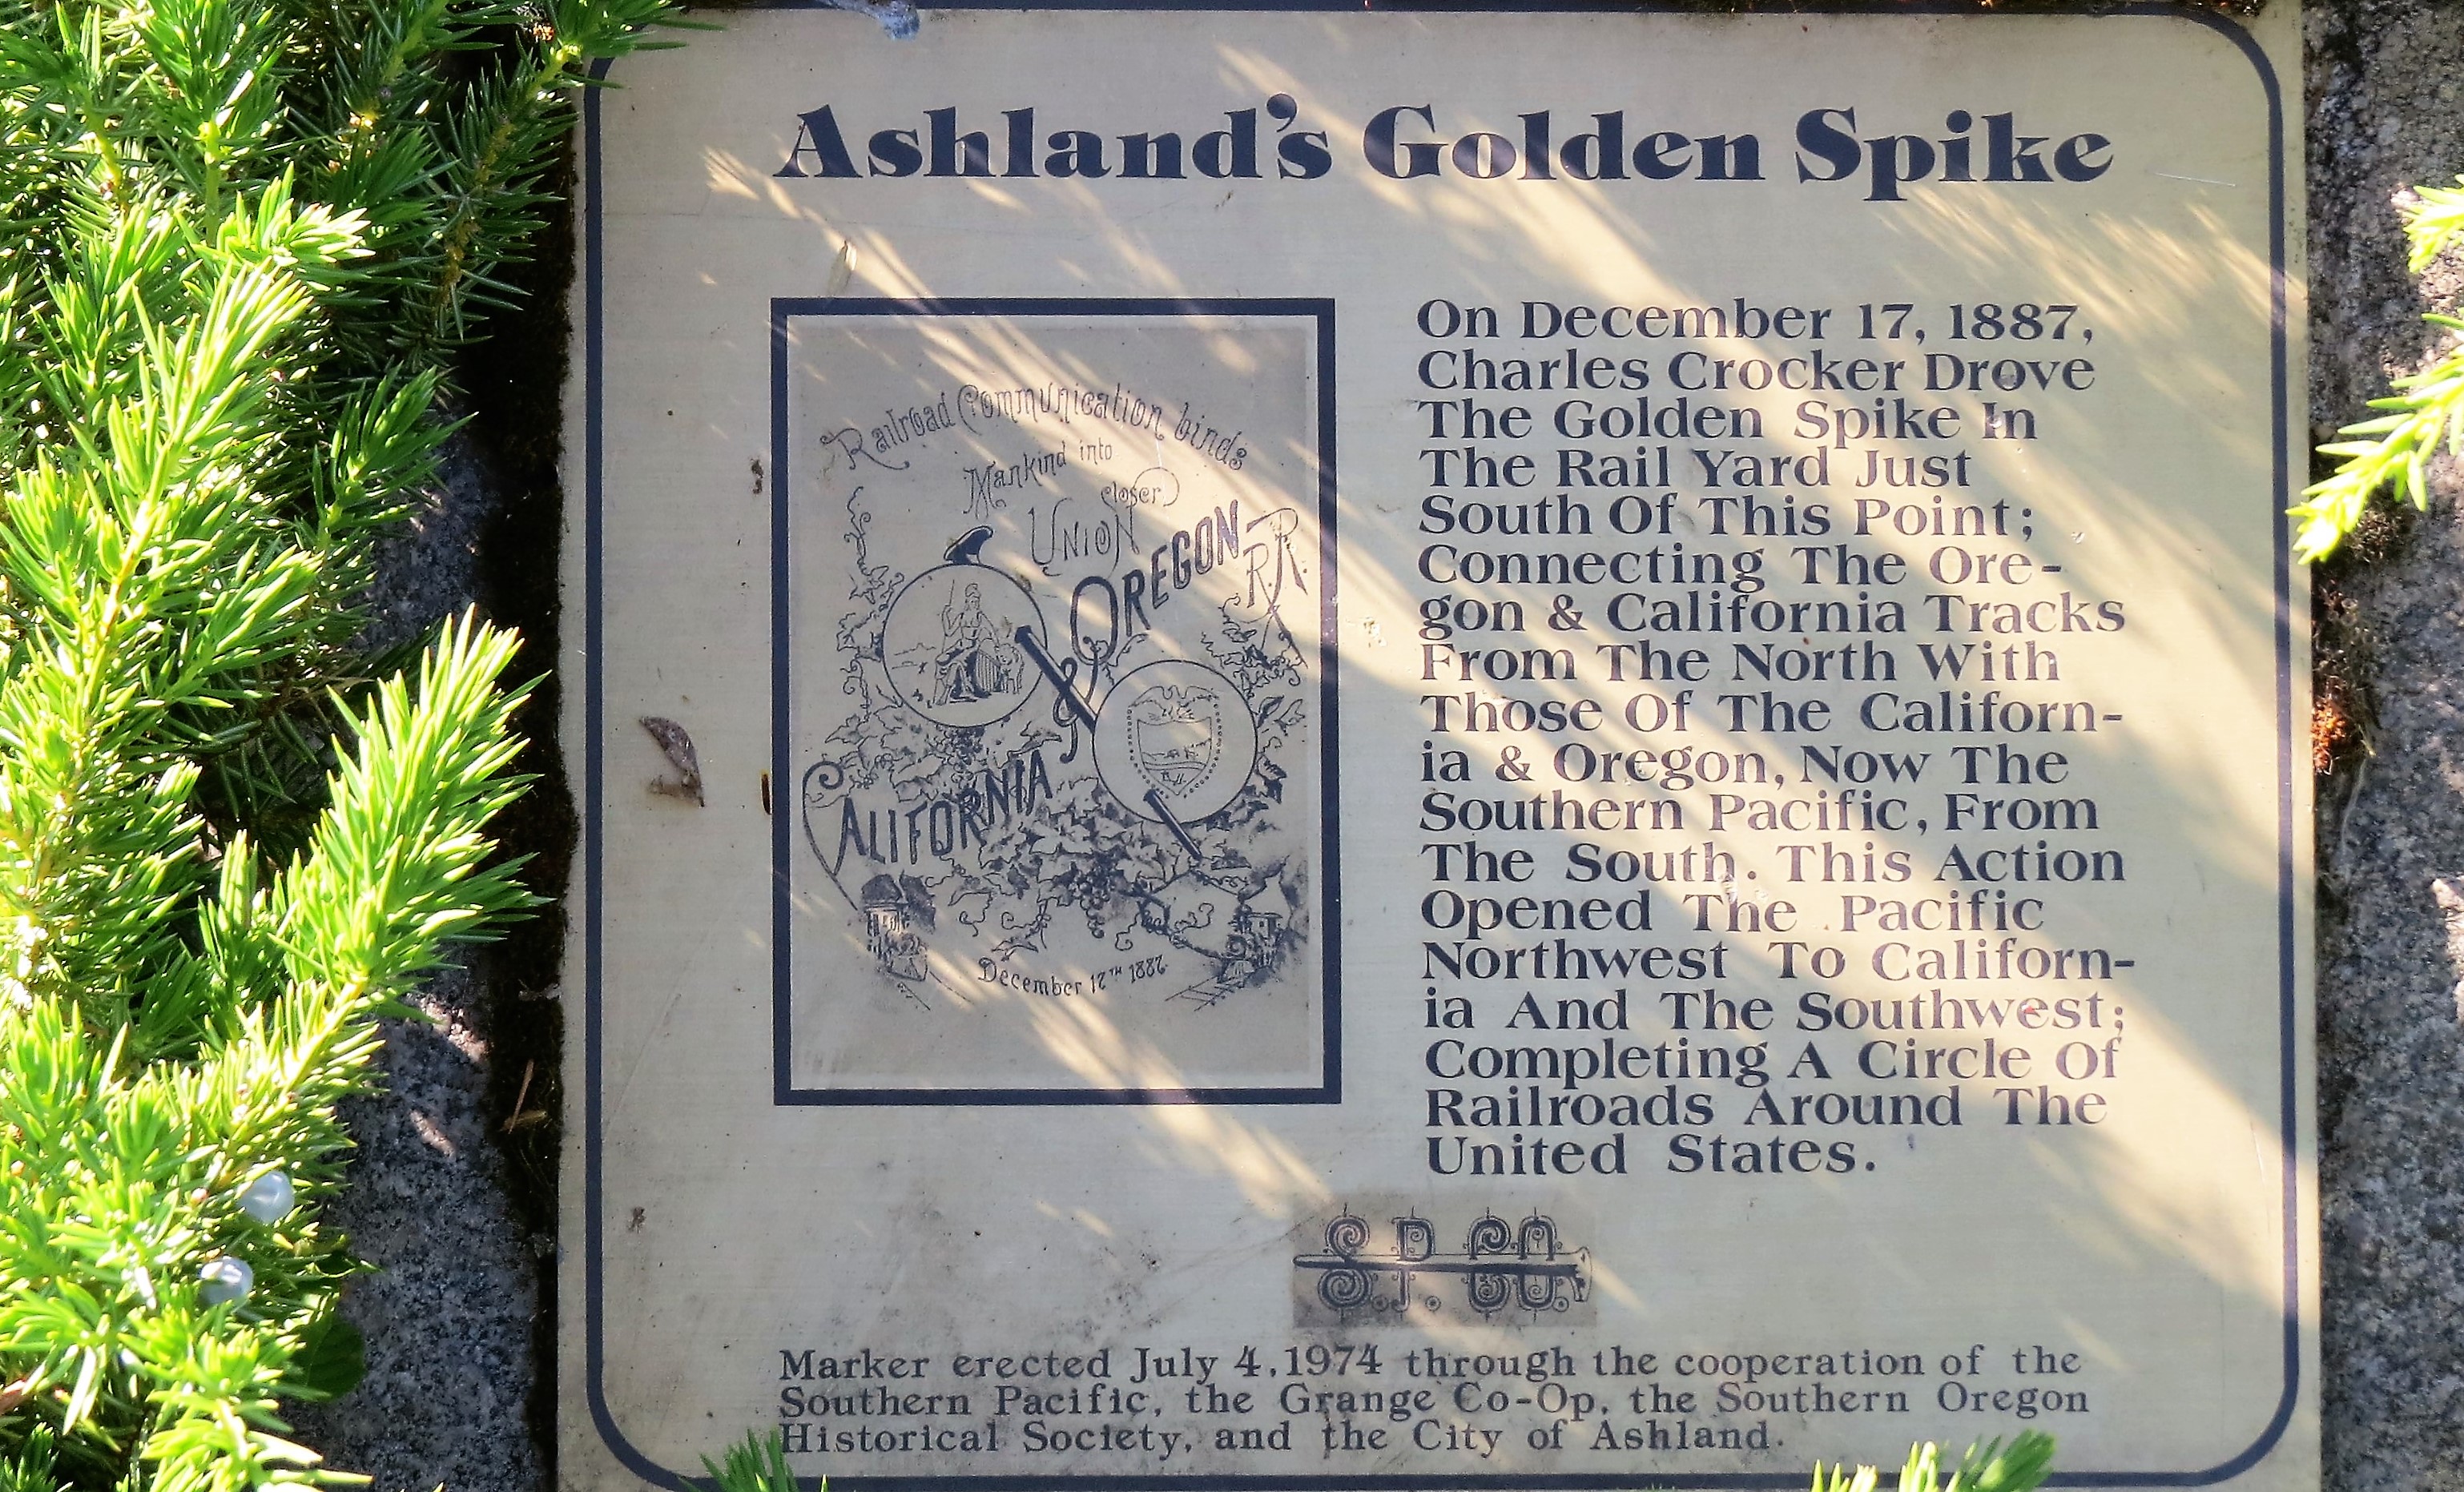 Ashland's Golden Spike
Railroad Communication binds
Mankind into
closer
UNION
OREGON
R.R.
&
CALIFORNIA
December 17TH 1887
On December 17, 1887,
Charles Crocker Drove
The Golden Spike In
The Rail Yard Just
South Of This Point;
Connecting The Ore-
gon & California Tracks
From The North With
Those Of The Californ-
ia & Oregon, Now The
Southern Pacific, From
The South. This Action
Opened The Pacific
Northwest To Californ-
ia And The Southwest;
Completing A Circle Of
Railroads Around The
United States.
S.P. CO.
Marker erected July 4, 1974 through the cooperation of the
Southern Pacific, the Grange Co-Op, the Southern Oregon
Historical Society, and the City of Ashland.